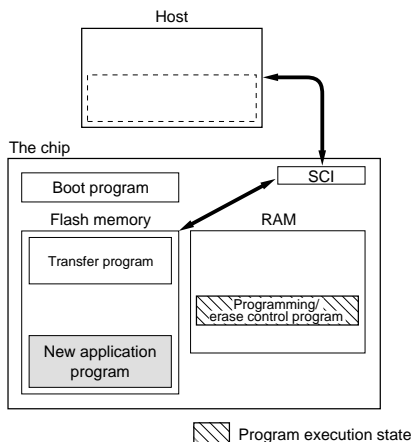 Host
The chip
SCI
Boot program
Flash memory
RAM
Transfer program
Programming/
erase control program
New application
program
Program execution state